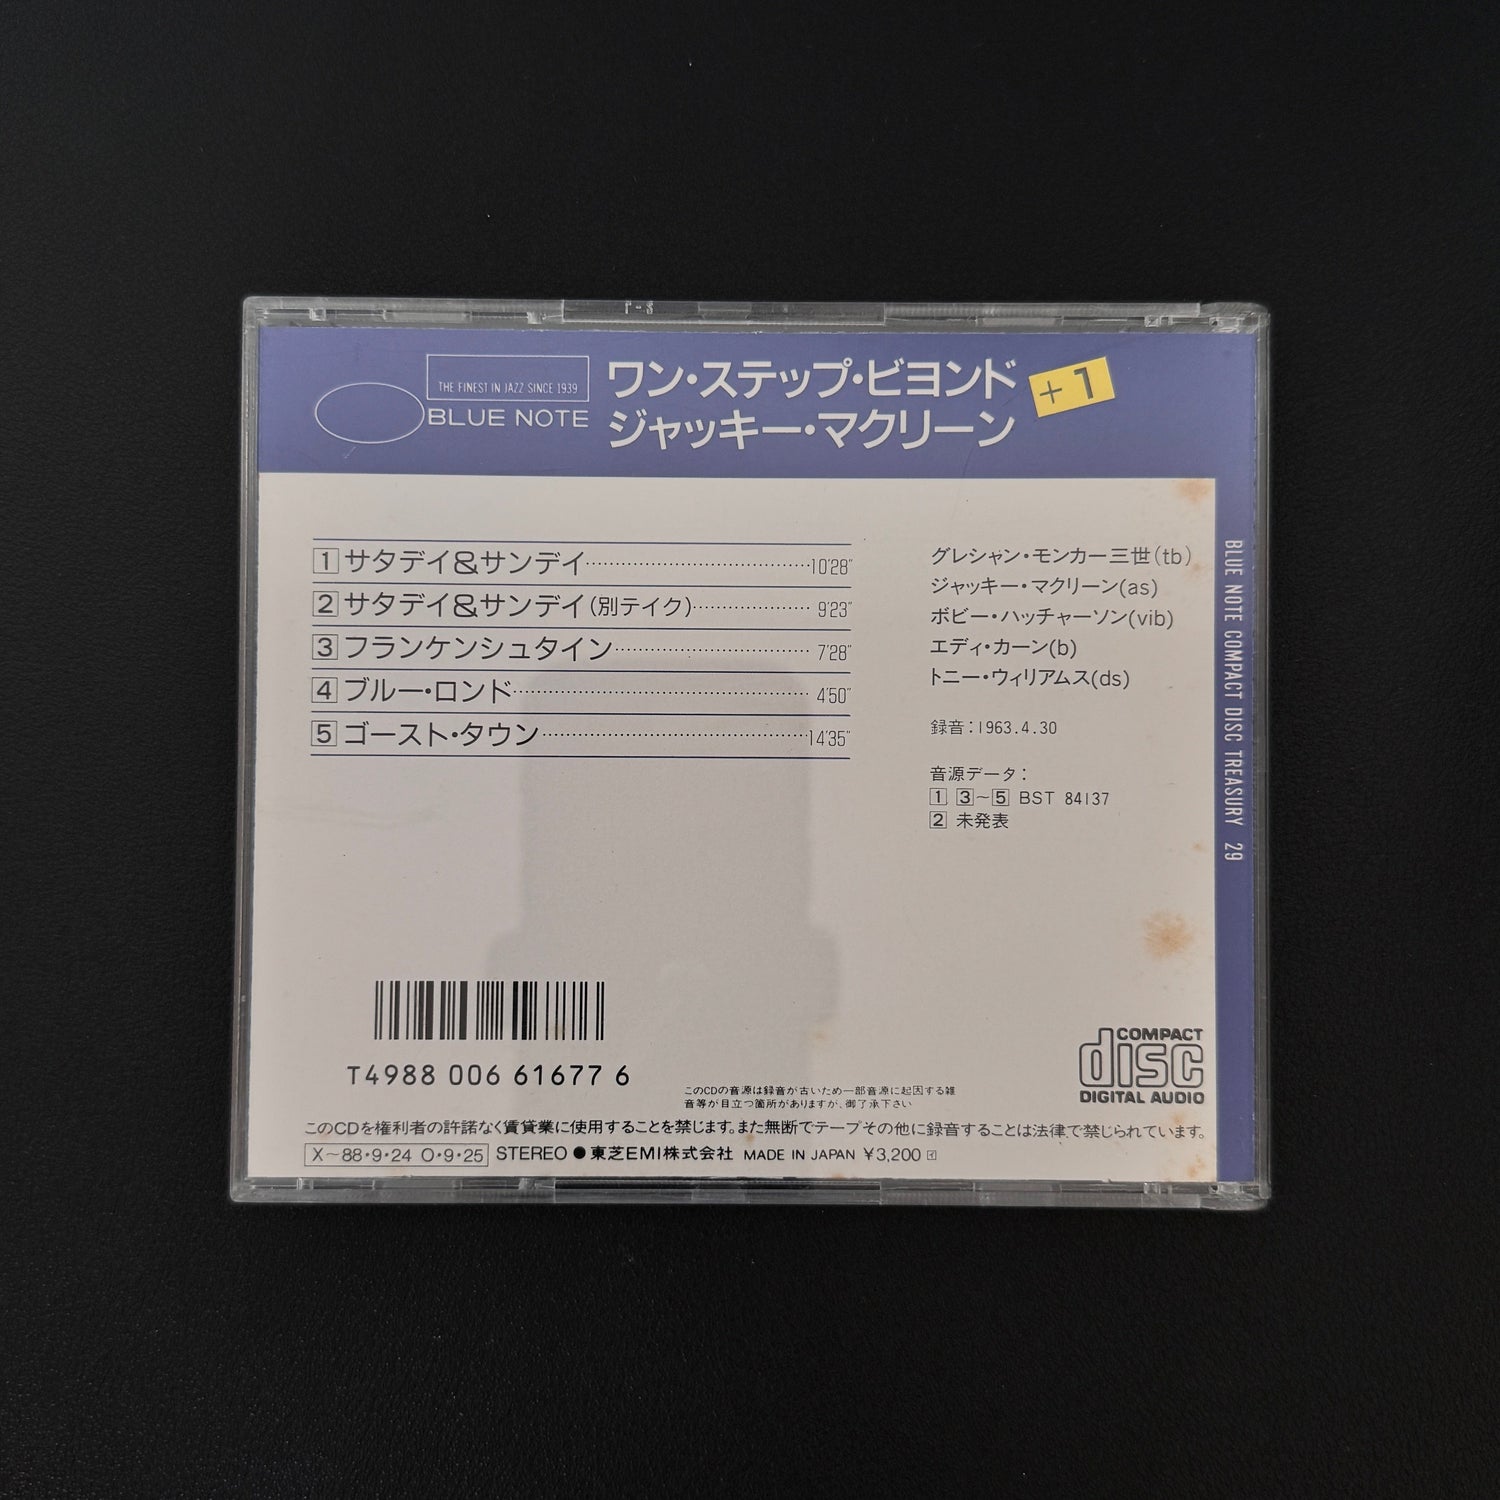 THE FINEST IN JAZZ SINCE 1939
BLUE NOTE
ワン・ステップ・ビヨンド
ジャッキー・マクリーン
+1
1 サタデイ&サンデイ 10'28"
2 サタデイ&サンデイ(別テイク) 9'23"
3 フランケンシュタイン 7'28"
4 ブルー・ロンド 4'50"
5 ゴースト・タウン 14'35"
グレシャン・モンカー三世(tb)
ジャッキー・マクリーン(as)
ボビー・ハッチャーソン(vib)
エディ・カーン(b)
トニー・ウィリアムス(ds)
録音:1963.4.30
音源データ:
1 3~5 BST 84137
2 未発表
BLUE NOTE COMPACT DISC TREASURY 29
T4988 006 61677 6
COMPACT
disc
DIGITAL AUDIO
このCDの音源は録音が古いため一部音源に起因する雑
音等が目立つ箇所がありますが、御了承下さい
このCDを権利者の許諾なく賃貸業に使用することを禁じます。また無断でテープその他に録音することは法律で禁じられています。
X~88・9・24 O・9・25 STEREO ● 東芝EMI株式会社 MADE IN JAPAN ¥3,200